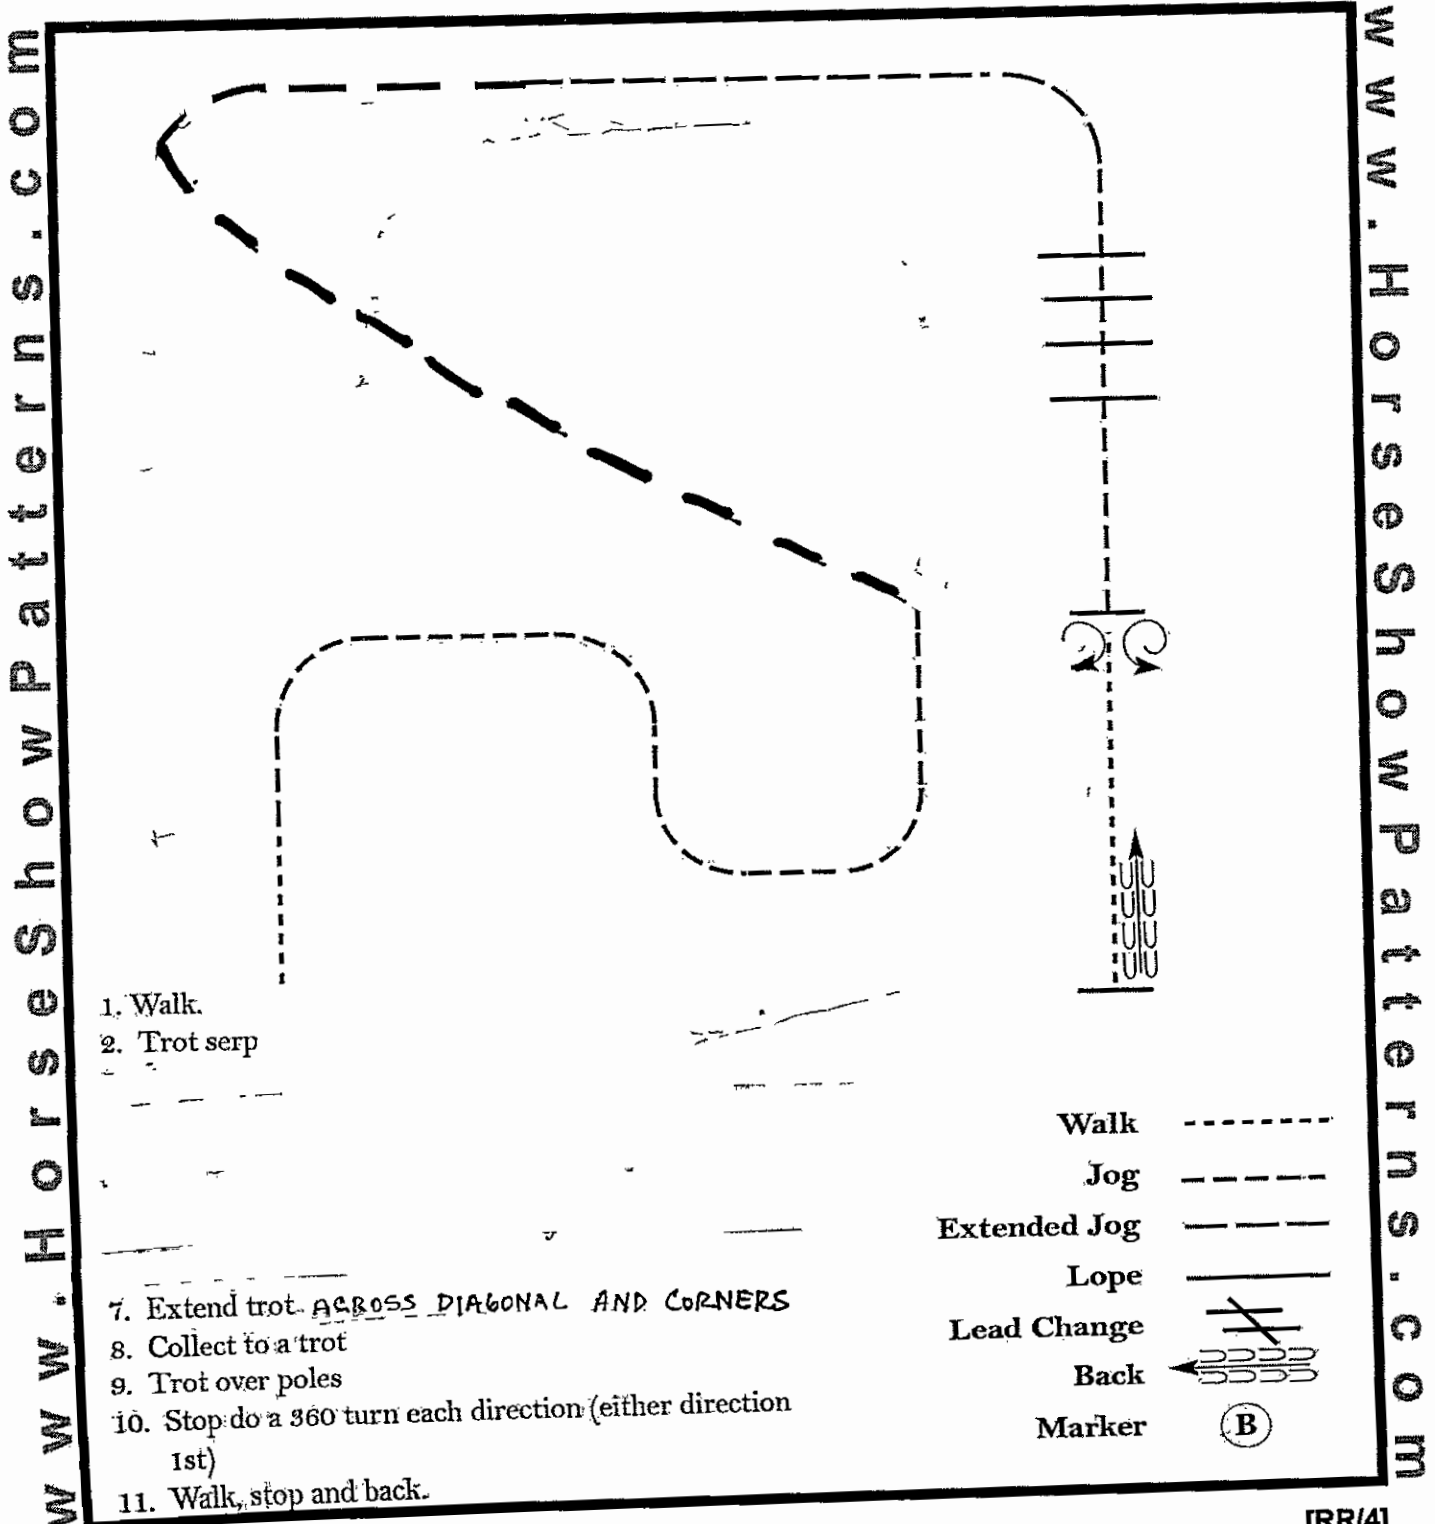 www.HorseShowPatterns.com
www.HorseShowPatterns.com
1. Walk.
2. Trot serp
7. Extend trot ACROSS DIAGONAL AND CORNERS
8. Collect to a trot
9. Trot over poles
10. Stop do a 360 turn each direction (either direction
1st)
11. Walk, stop and back.
Walk
Jog
Extended Jog
Lope
Lead Change
Back
Marker B
[RR/4]